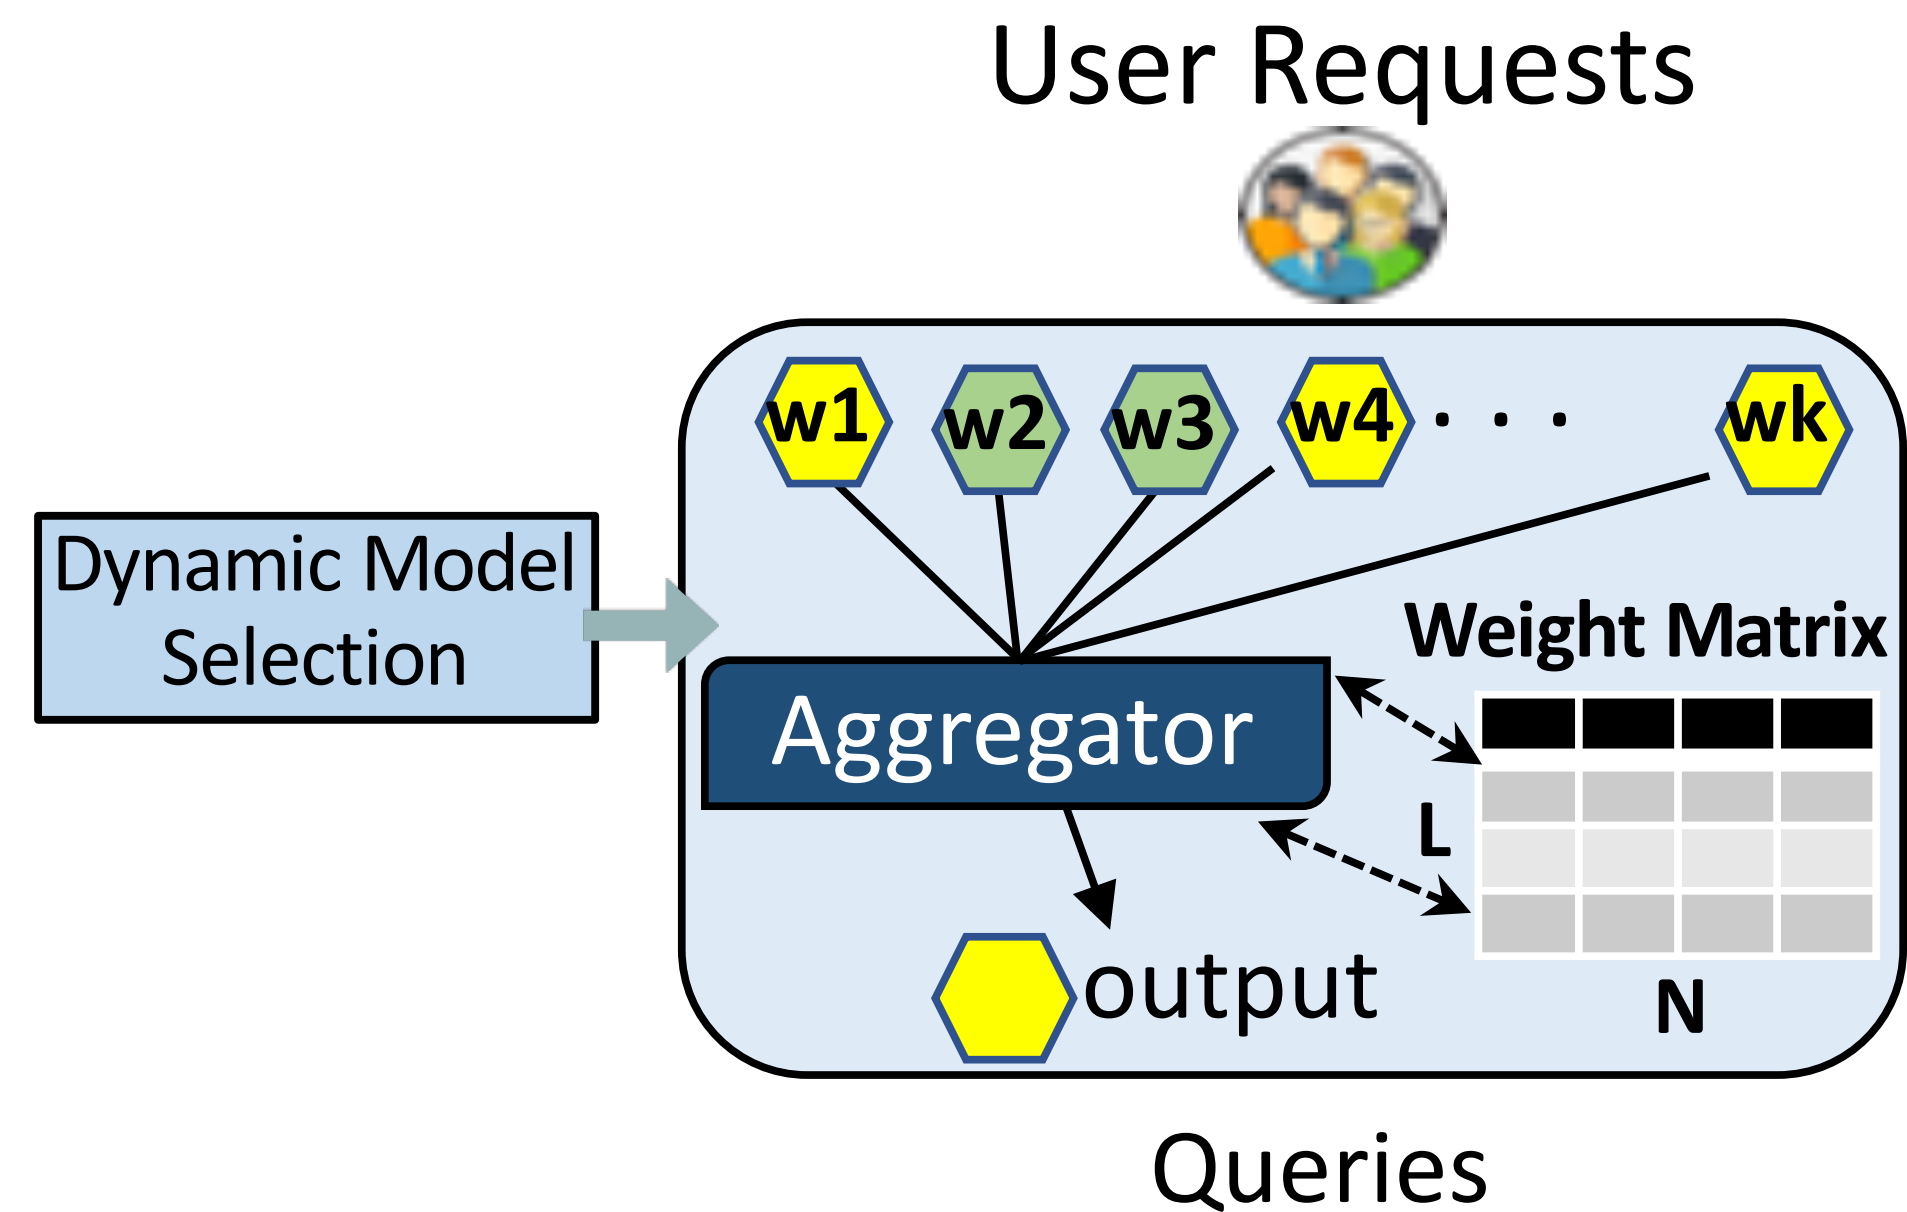 User Requests
w1 w2 w3 w4 . . . wk
Dynamic Model
Selection
Weight Matrix
Aggregator
L
output
N
Queries